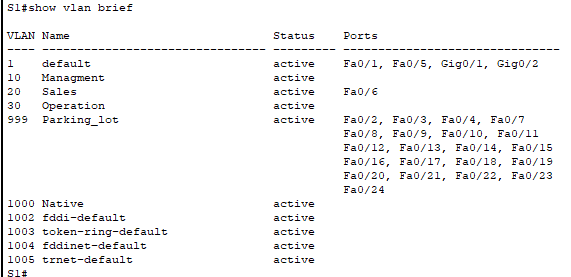 S1#show vlan brief
VLAN Name                             Status    Ports
---- -------------------------------- --------- -------------------------------
1    default                          active    Fa0/1, Fa0/5, Gig0/1, Gig0/2
10   Managment                        active
20   Sales                            active    Fa0/6
30   Operation                        active
999  Parking_lot                      active    Fa0/2, Fa0/3, Fa0/4, Fa0/7
                                                Fa0/8, Fa0/9, Fa0/10, Fa0/11
                                                Fa0/12, Fa0/13, Fa0/14, Fa0/15
                                                Fa0/16, Fa0/17, Fa0/18, Fa0/19
                                                Fa0/20, Fa0/21, Fa0/22, Fa0/23
                                                Fa0/24
1000 Native                           active
1002 fddi-default                     active
1003 token-ring-default               active
1004 fddinet-default                  active
1005 trnet-default                    active
S1#